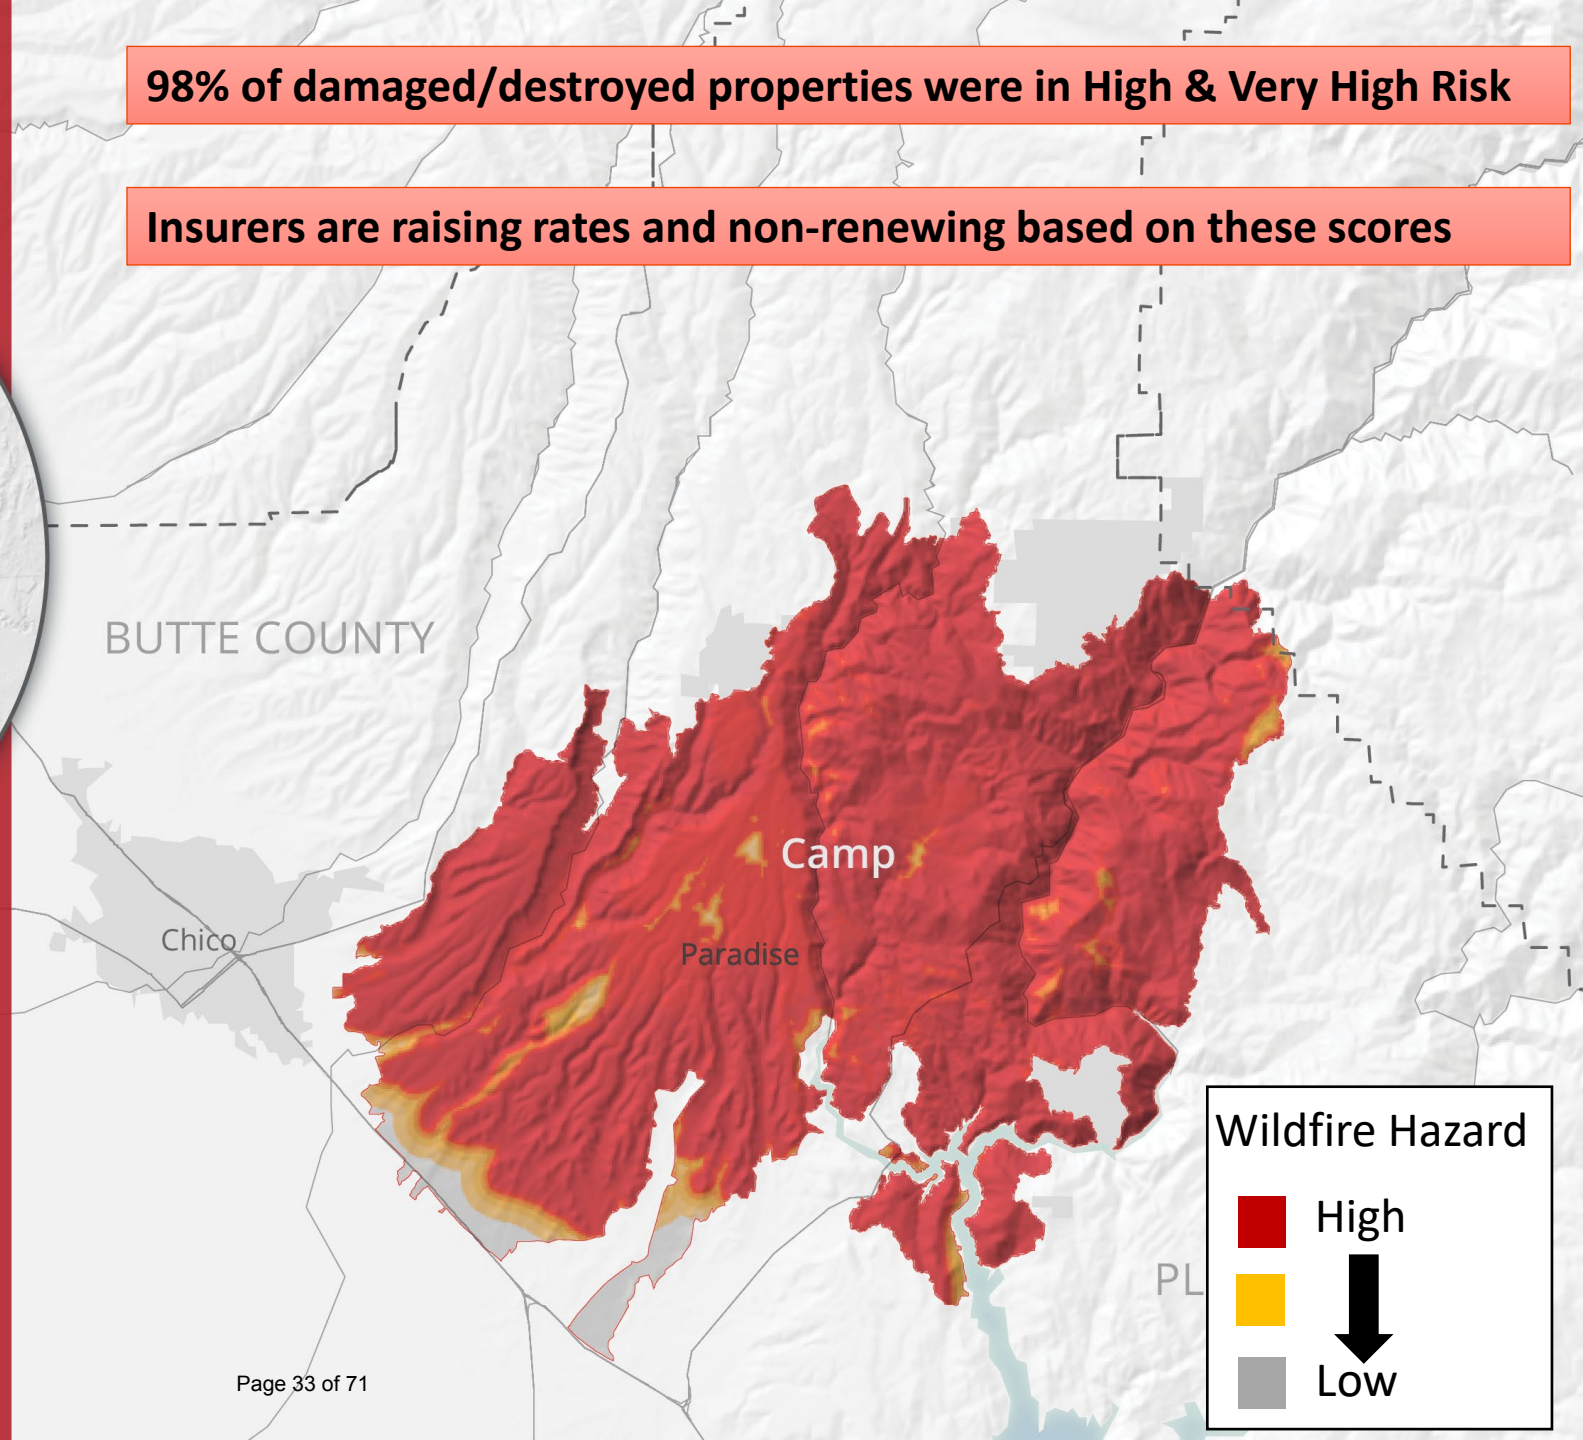 98% of damaged/destroyed properties were in High & Very High Risk
Insurers are raising rates and non-renewing based on these scores
BUTTE COUNTY
Camp
Chico
Paradise
Wildfire Hazard
High
PL
Low
Page 33 of 71